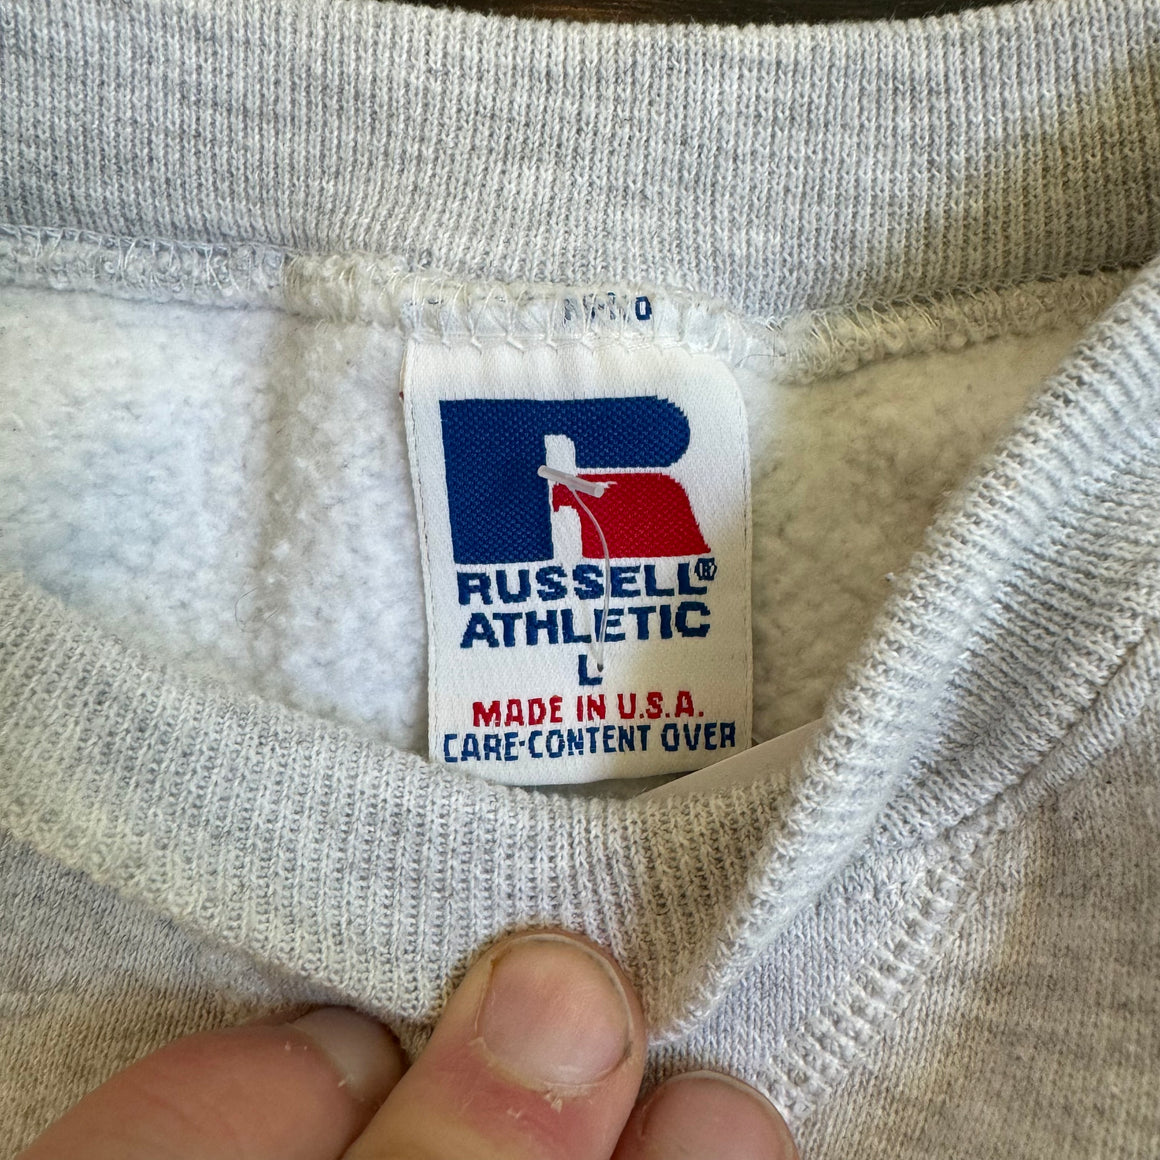 RUSSELL®
ATHLETIC
L
MADE IN U.S.A.
CARE-CONTENT OVER